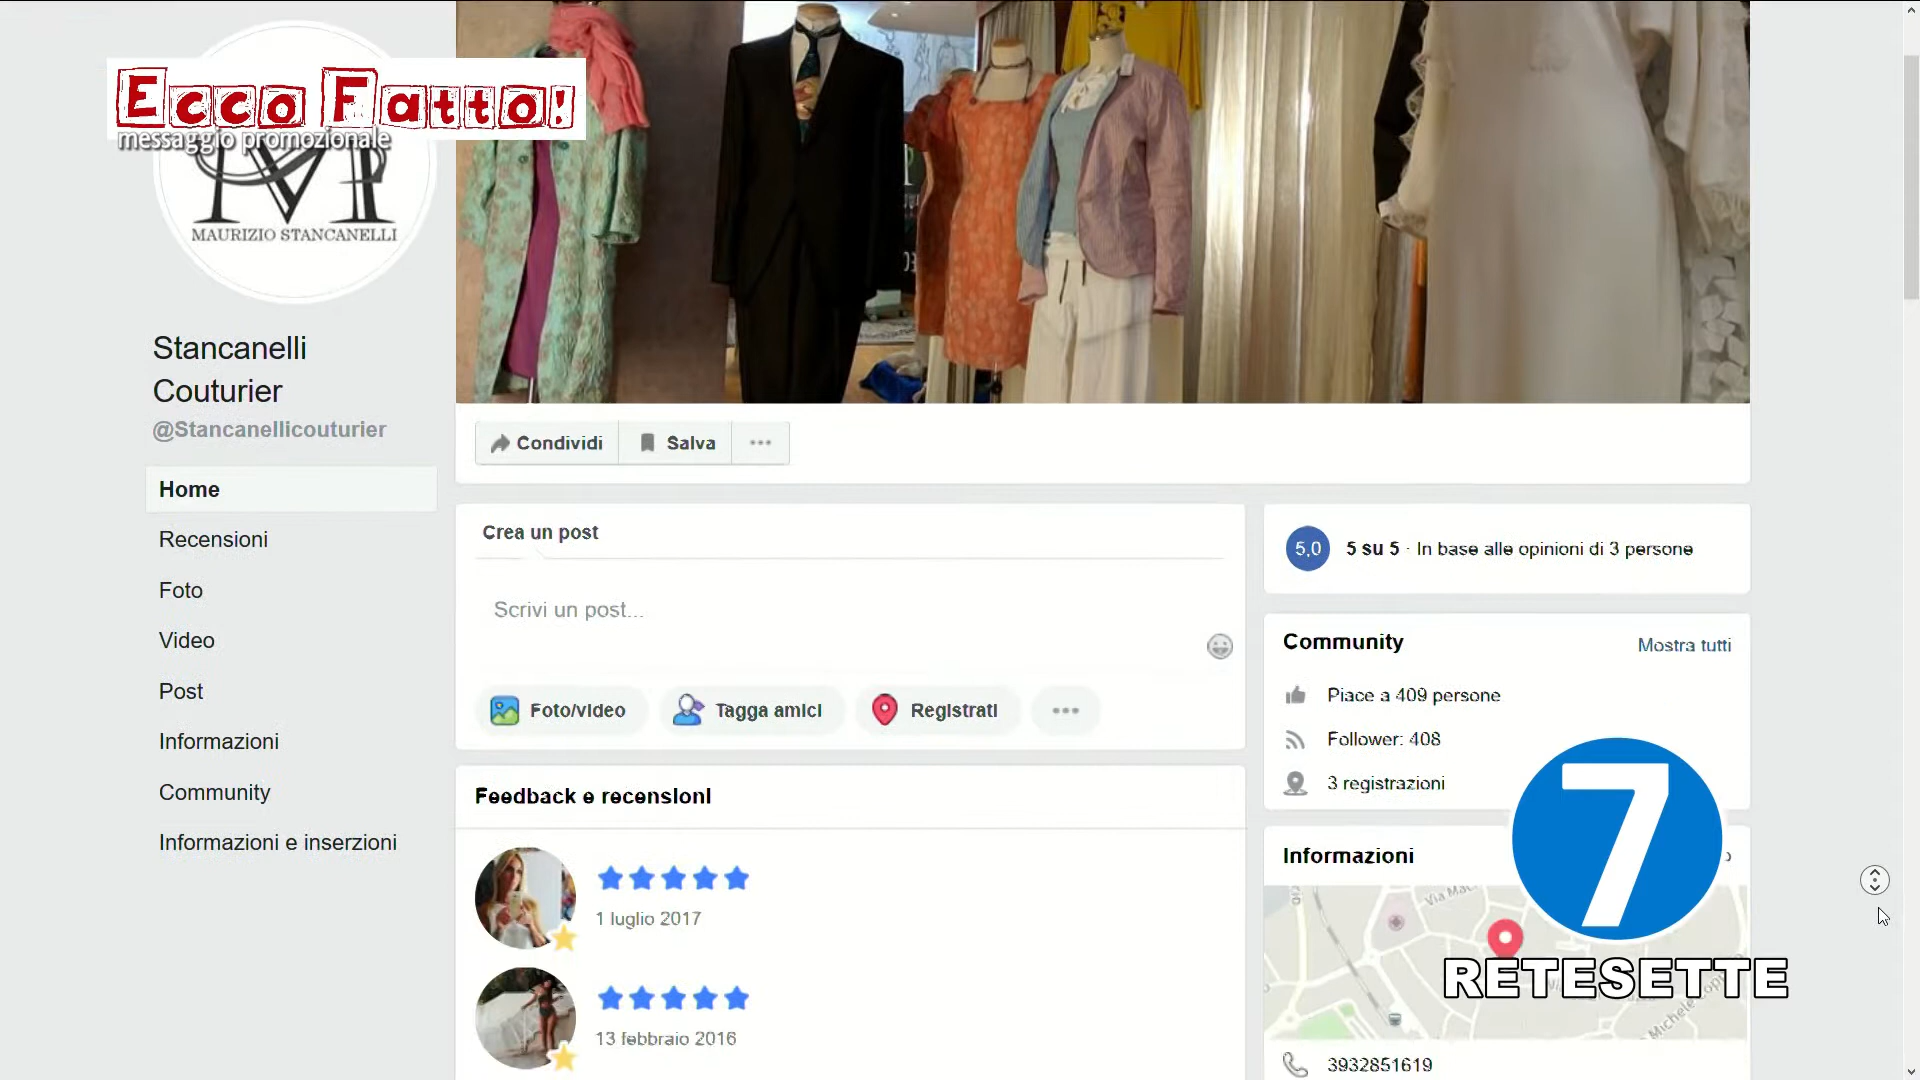 Ecco Fatto!
messaggio promozionale
M
MAURIZIO STANCANELLI
Stancanelli
Couturier
@Stancanellicouturier
Home
Recensioni
Foto
Video
Post
Informazioni
Community
Informazioni e inserzioni
Condividi
Salva
Crea un post
Scrivi un post...
Foto/video
Tagga amici
Registrati
Feedback e recensioni
1 luglio 2017
13 febbraio 2016
5,0 5 su 5 · In base alle opinioni di 3 persone
Community
Mostra tutti
Piace a 409 persone
Follower: 408
3 registrazioni
Informazioni
7
RETESETTE
3932851619